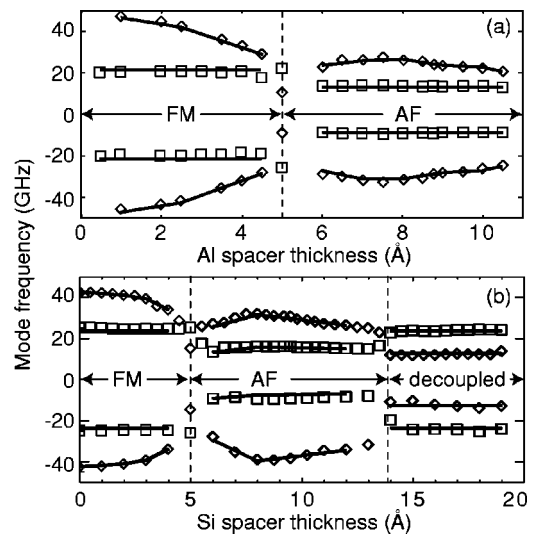 40
20
0
-20
-40
(a)
FM
AF
0
2
4
6
8
10
Al spacer thickness (Å)
Mode frequency (GHz)
40
20
0
-20
-40
(b)
FM
AF
decoupled
0
5
10
15
20
Si spacer thickness (Å)